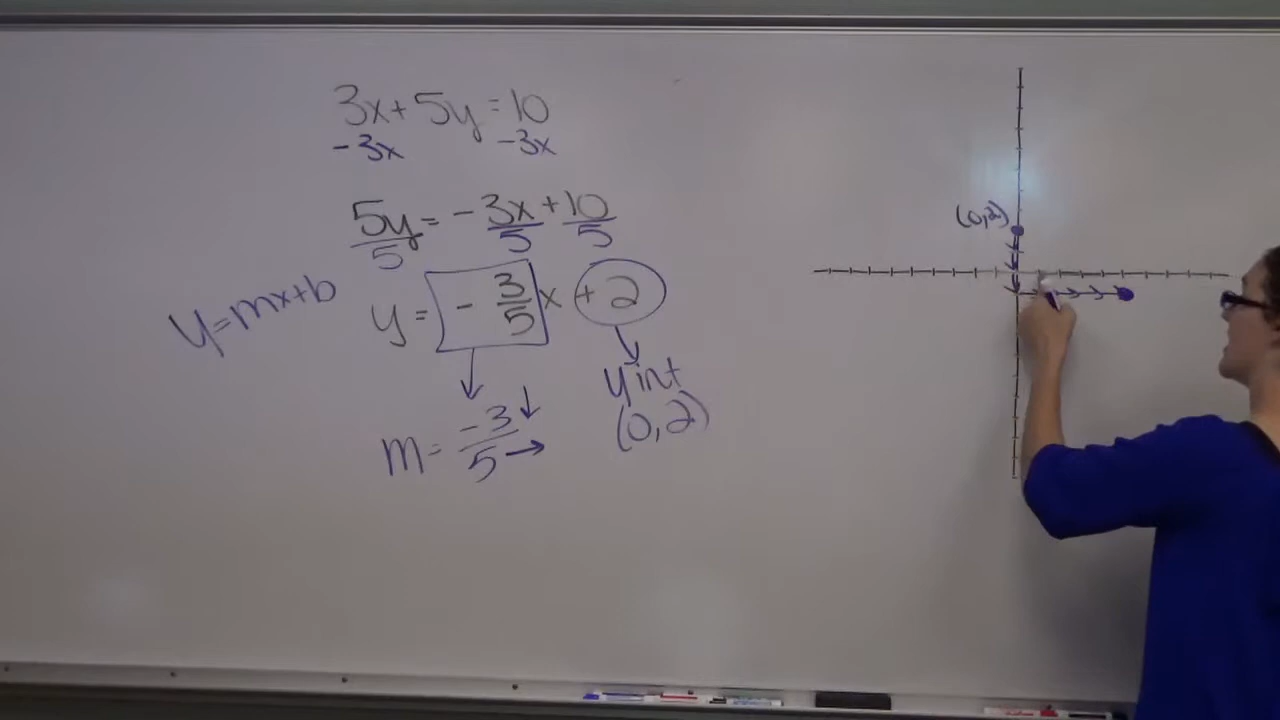 3x+5y=10
-3x -3x
5y/5 = -3x/5 + 10/5
y=mx+b
y = -3/5 x +2
y int
(0,2)
m = -3/5
(0,2)